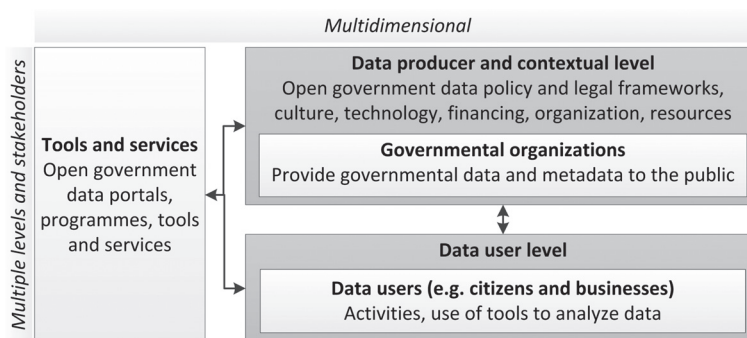 Multidimensional
Multiple levels and stakeholders
Tools and services
Open government
data portals,
programmes, tools
and services
Data producer and contextual level
Open government data policy and legal frameworks,
culture, technology, financing, organization, resources
Governmental organizations
Provide governmental data and metadata to the public
Data user level
Data users (e.g. citizens and businesses)
Activities, use of tools to analyze data